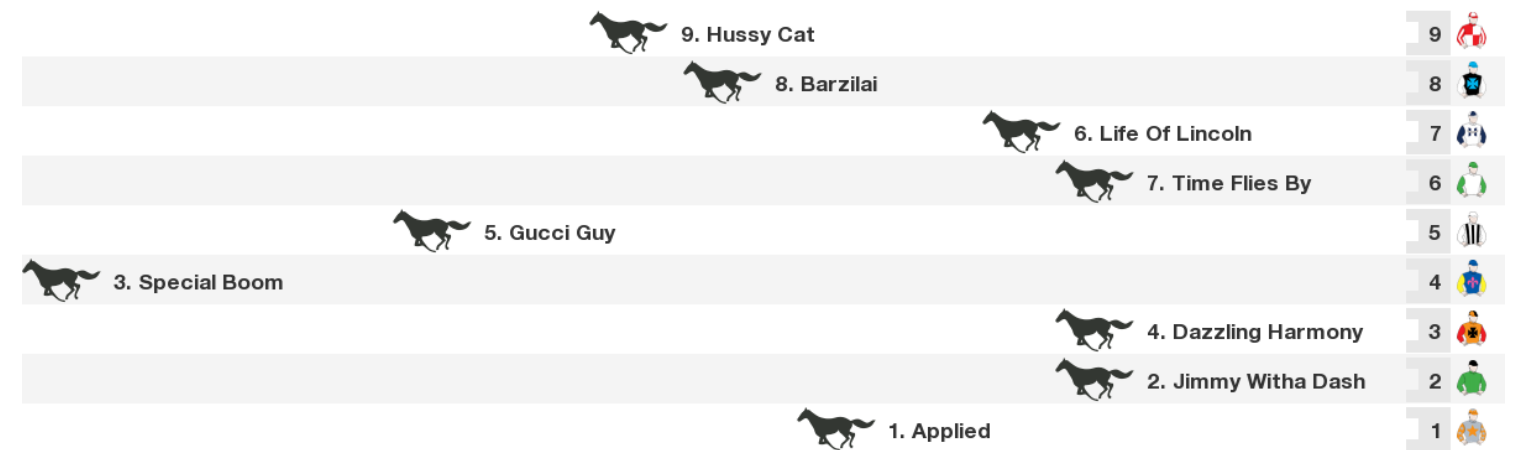 9. Hussy Cat 9
8. Barzilai 8
6. Life Of Lincoln 7
7. Time Flies By 6
5. Gucci Guy 5
3. Special Boom 4
4. Dazzling Harmony 3
2. Jimmy Witha Dash 2
1. Applied 1